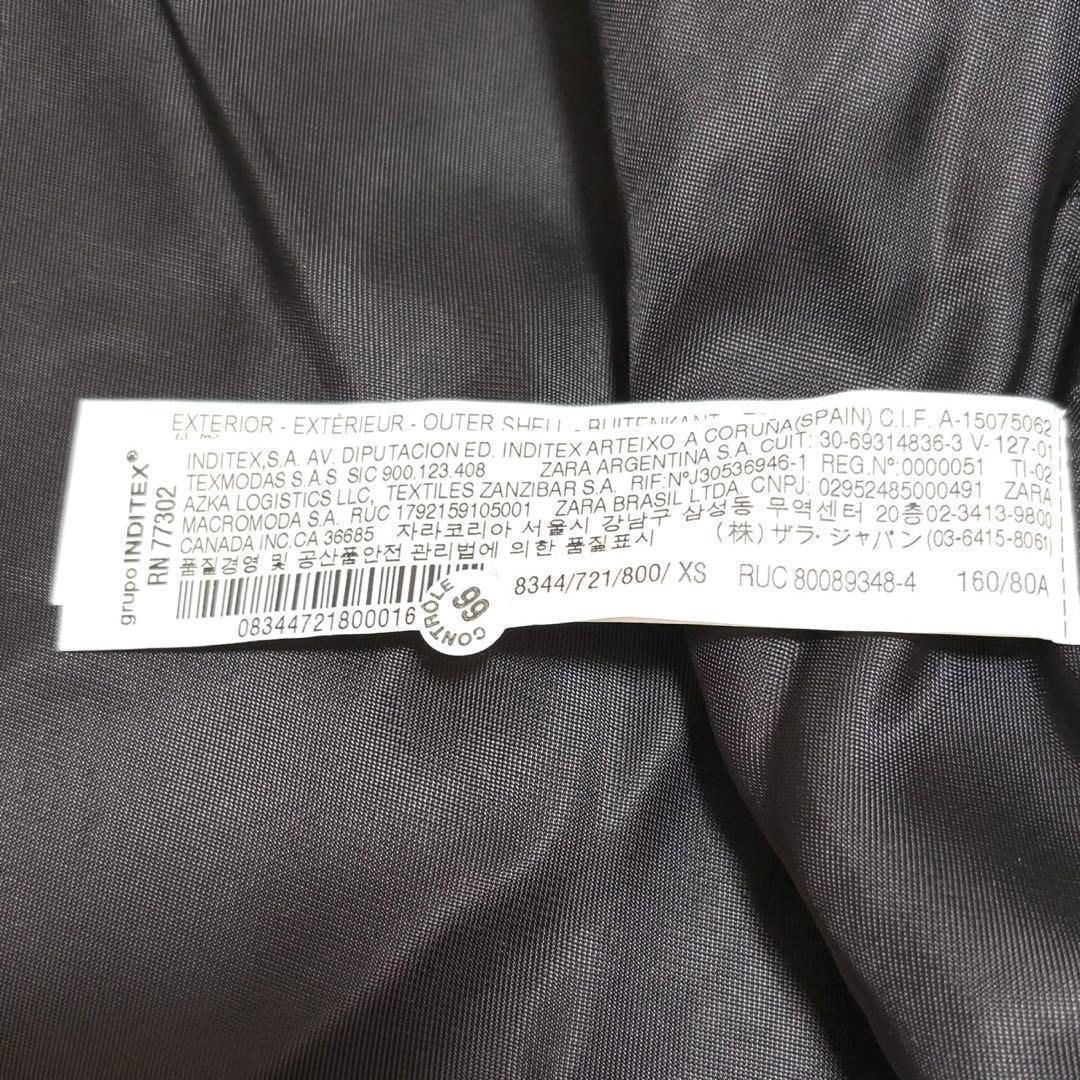 EXTERIOR - EXTÉRIEUR - OUTER SHELL - BUITENKANT
INDITEX,S.A. AV. DIPUTACION ED. INDITEX ARTEIXO A CORUÑA(SPAIN) C.I.F. A-15075062
TEXMODAS S.A.S SIC 900.123.408 ZARA ARGENTINA S.A. CUIT: 30-69314836-3 V-127-01
AZKA LOGISTICS LLC, TEXTILES ZANZIBAR S.A. RIF:NºJ30536946-1 REG.Nº:0000051 TI-02
MACROMODA S.A. RUC 1792159105001 ZARA BRASIL LTDA. CNPJ: 02952485000491 ZARA
CANADA INC.CA 36685 자라코리아 서울시 강남구 삼성동 무역센터 20층02-3413-9800
품질경영 및 공산품안전 관리법에 의한 품질표시 (株) ザラ・ジャパン (03-6415-8061)
8344/721/800/ XS RUC 80089348-4 160/80A
08344721800016
CONTROLE 99
grupo INDITEX®
RN 77302